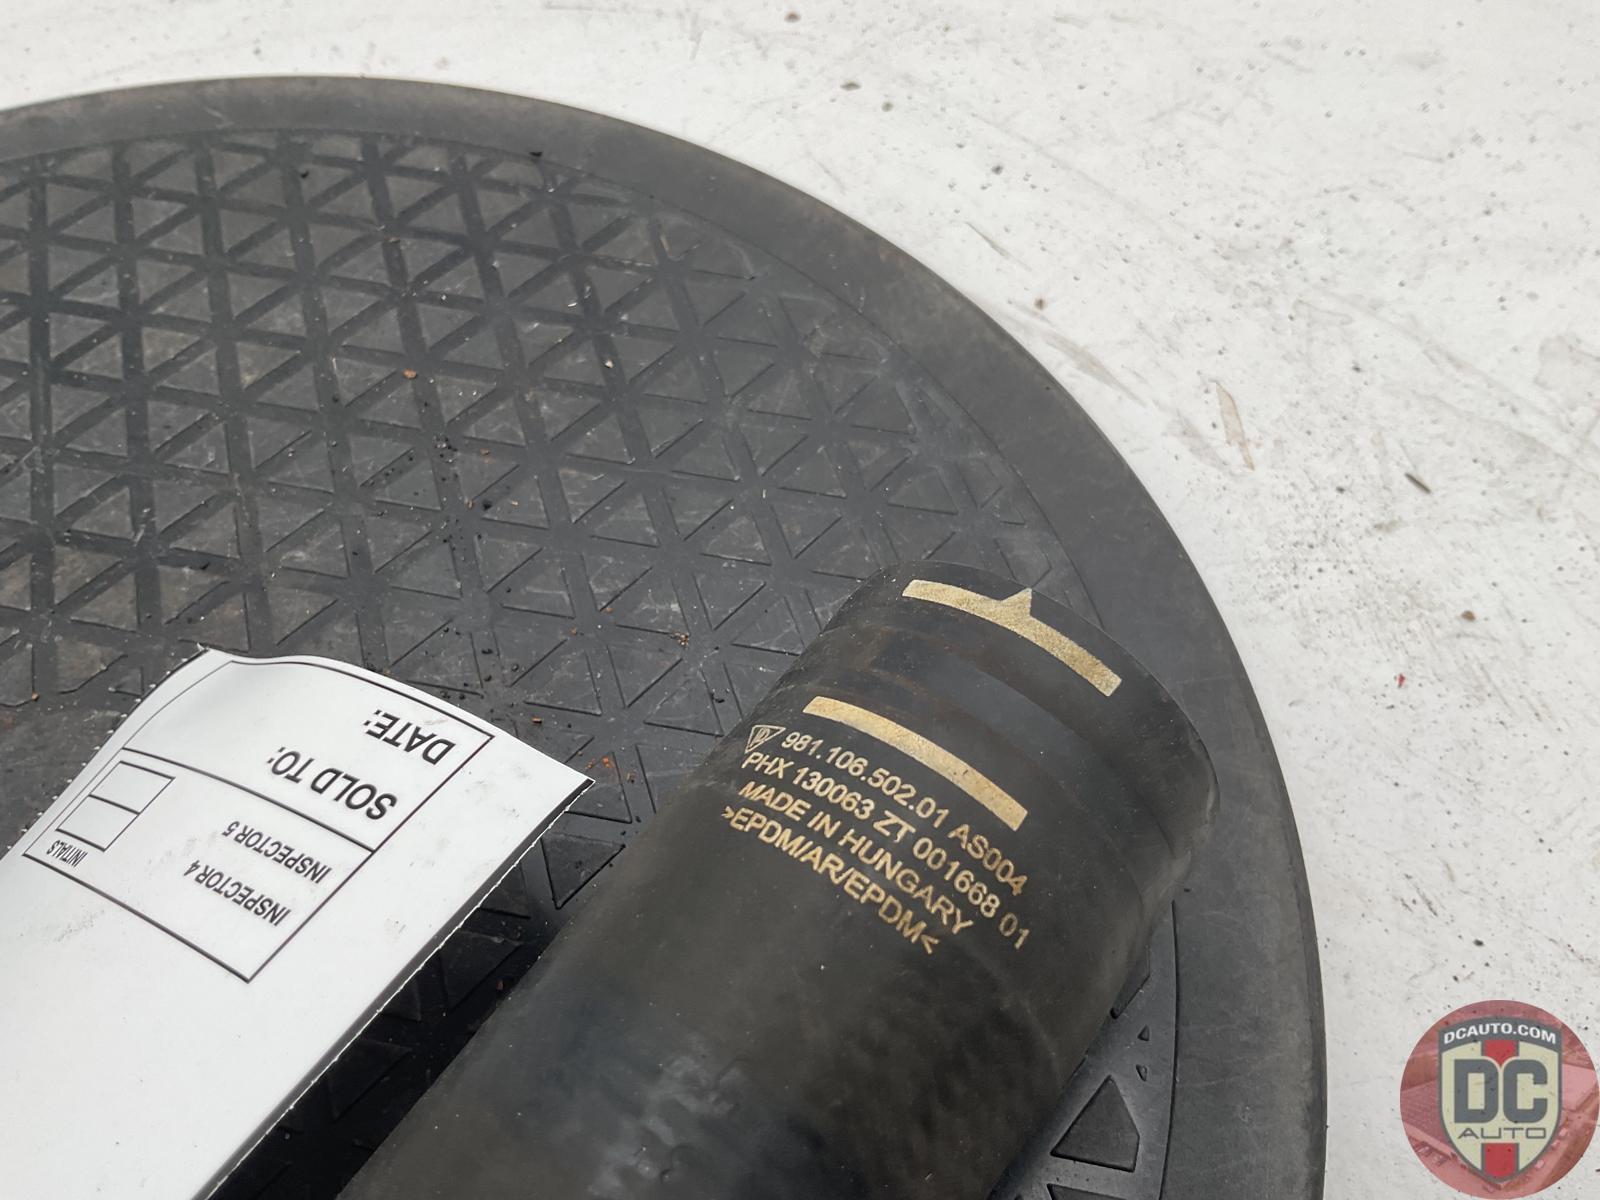 981.106.502.01 AS004
PHX 130063 ZT 001668 01
MADE IN HUNGARY
>EPDM/AR/EPDM<
DATE:
SOLD TO:
INSPECTOR 5
INSPECTOR 4
INITIALS
DCAUTO.COM
DC
AUTO